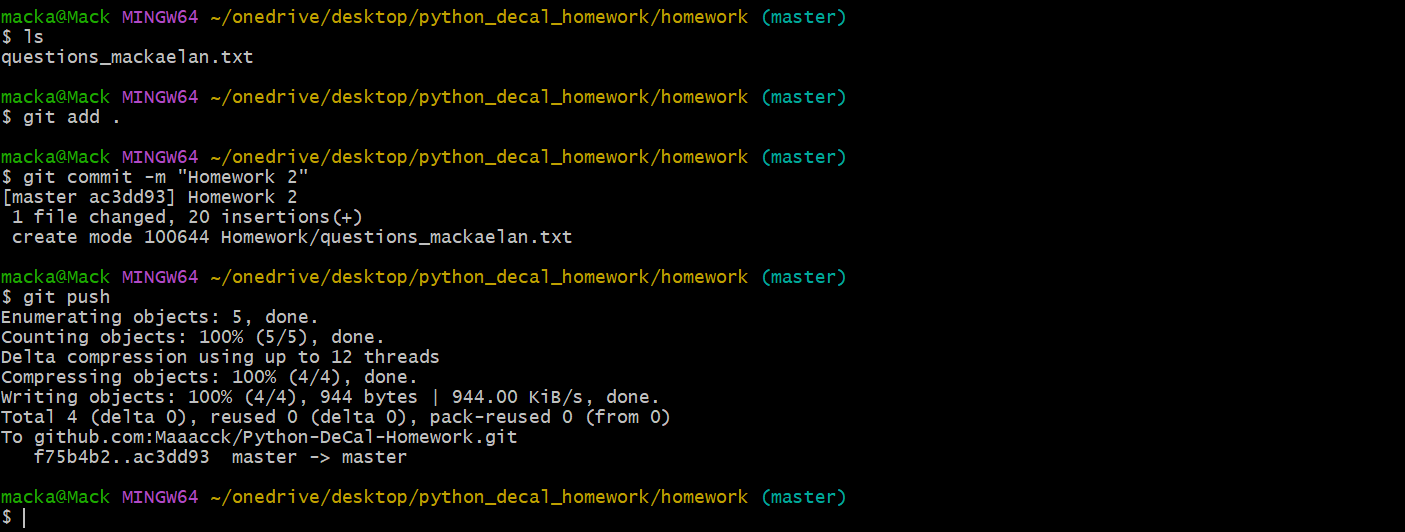 macka@Mack MINGW64 ~/onedrive/desktop/python_decal_homework/homework (master)
$ ls
questions_mackaelan.txt
macka@Mack MINGW64 ~/onedrive/desktop/python_decal_homework/homework (master)
$ git add .
macka@Mack MINGW64 ~/onedrive/desktop/python_decal_homework/homework (master)
$ git commit -m "Homework 2"
[master ac3dd93] Homework 2
 1 file changed, 20 insertions(+)
 create mode 100644 Homework/questions_mackaelan.txt
macka@Mack MINGW64 ~/onedrive/desktop/python_decal_homework/homework (master)
$ git push
Enumerating objects: 5, done.
Counting objects: 100% (5/5), done.
Delta compression using up to 12 threads
Compressing objects: 100% (4/4), done.
Writing objects: 100% (4/4), 944 bytes | 944.00 KiB/s, done.
Total 4 (delta 0), reused 0 (delta 0), pack-reused 0 (from 0)
To github.com:Maaacck/Python-DeCal-Homework.git
   f75b4b2..ac3dd93  master -> master
macka@Mack MINGW64 ~/onedrive/desktop/python_decal_homework/homework (master)
$